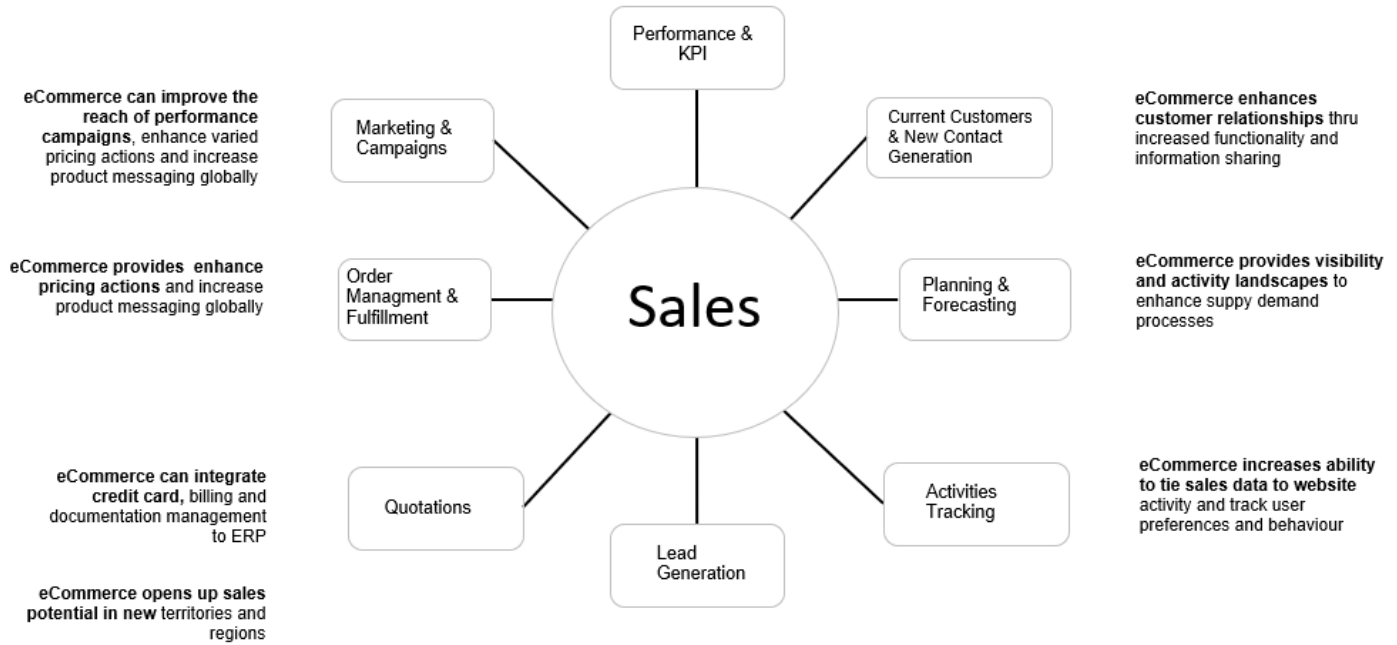 Performance &
KPI
eCommerce can improve the
reach of performance
campaigns, enhance varied
pricing actions and increase
product messaging globally
Marketing &
Campaigns
Current Customers
& New Contact
Generation
eCommerce enhances
customer relationships thru
increased functionality and
information sharing
eCommerce provides  enhance
pricing actions and increase
product messaging globally
Order
Managment &
Fulfillment
Sales
Planning &
Forecasting
eCommerce provides visibility
and activity landscapes to
enhance suppy demand
processes
eCommerce can integrate
credit card, billing and
documentation management
to ERP
Quotations
Lead
Generation
Activities
Tracking
eCommerce increases ability
to tie sales data to website
activity and track user
preferences and behaviour
eCommerce opens up sales
potential in new territories and
regions